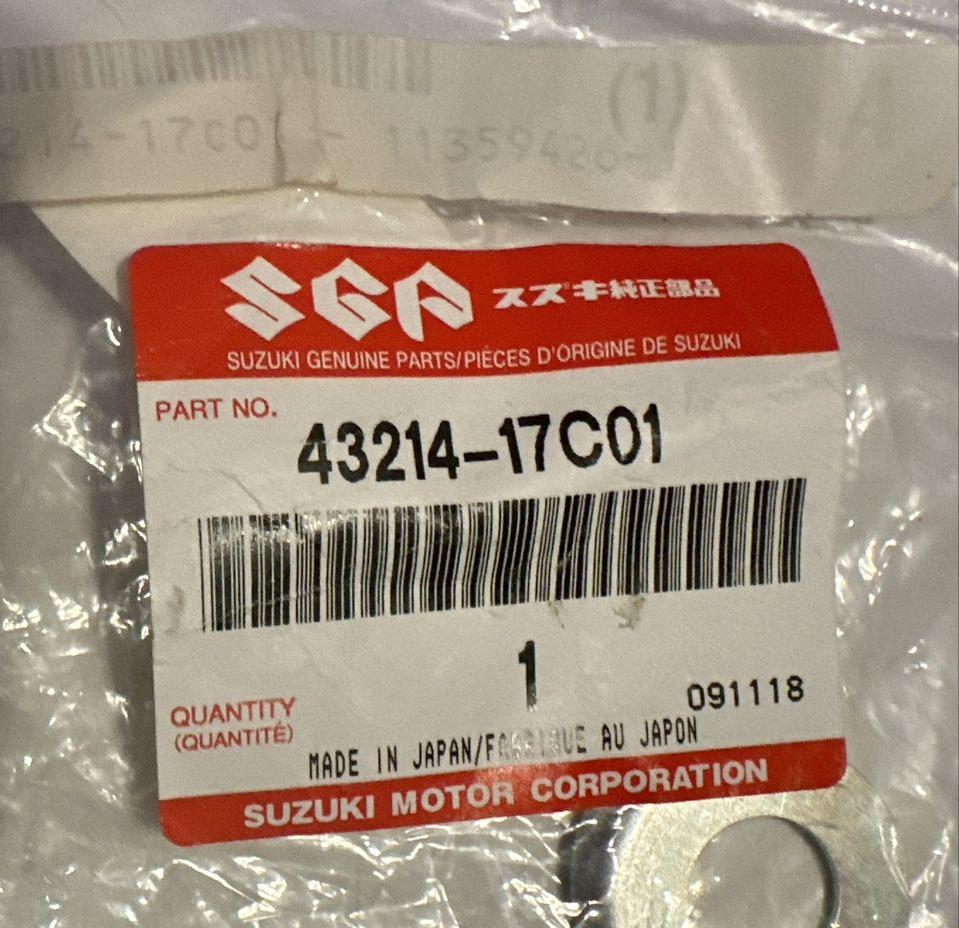 (1)
214-17C01 - 11359426-
SGP スズキ純正部品
SUZUKI GENUINE PARTS/PIÈCES D'ORIGINE DE SUZUKI
PART NO.
43214-17C01
1
091118
QUANTITY
(QUANTITÉ)
MADE IN JAPAN/FABRIQUE AU JAPON
SUZUKI MOTOR CORPORATION